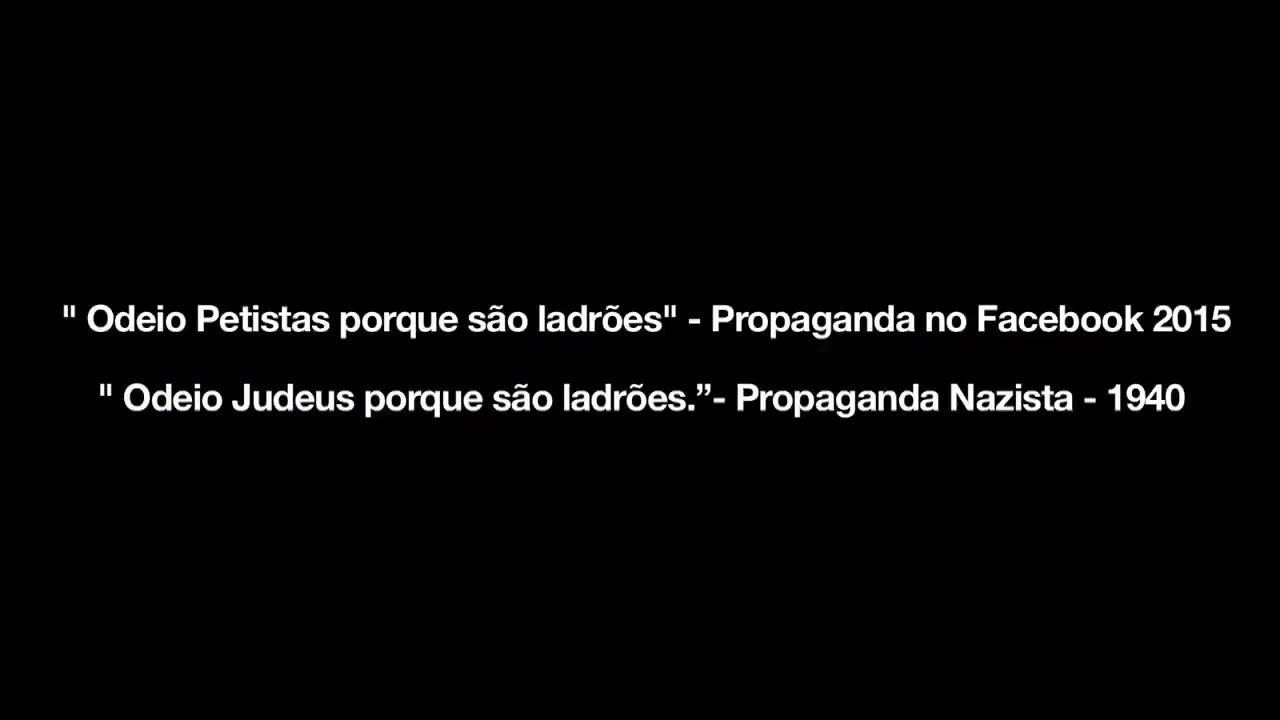 " Odeio Petistas porque são ladrões" - Propaganda no Facebook 2015
" Odeio Judeus porque são ladrões.”- Propaganda Nazista - 1940